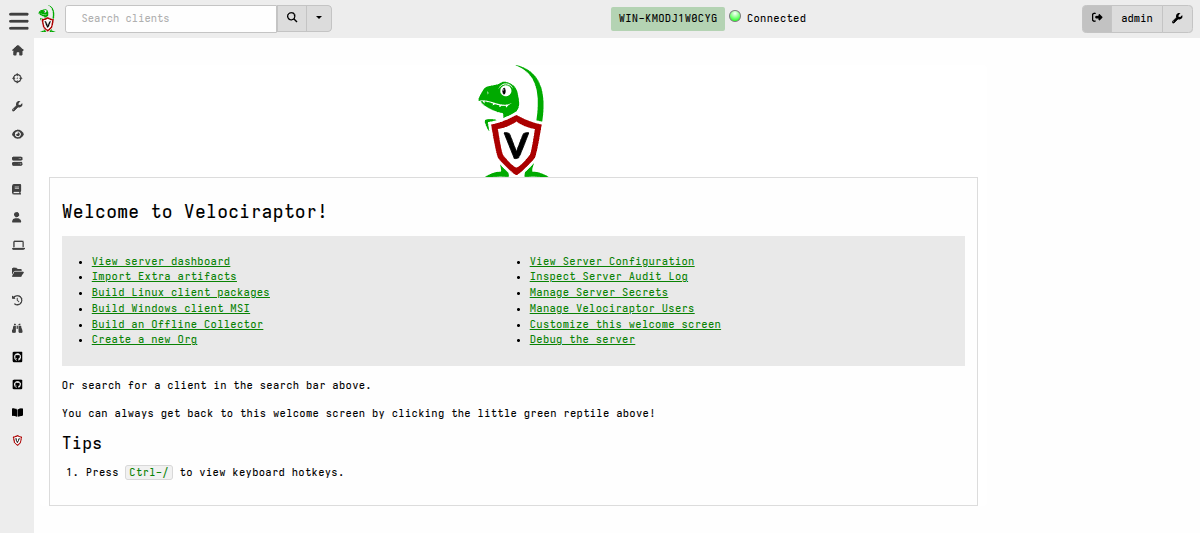 Search clients
WIN-KMODJ1W0CYG Connected
admin
V
Welcome to Velociraptor!
View server dashboard
Import Extra artifacts
Build Linux client packages
Build Windows client MSI
Build an Offline Collector
Create a new Org
View Server Configuration
Inspect Server Audit Log
Manage Server Secrets
Manage Velociraptor Users
Customize this welcome screen
Debug the server
Or search for a client in the search bar above.
You can always get back to this welcome screen by clicking the little green reptile above!
Tips
1. Press Ctrl-/ to view keyboard hotkeys.